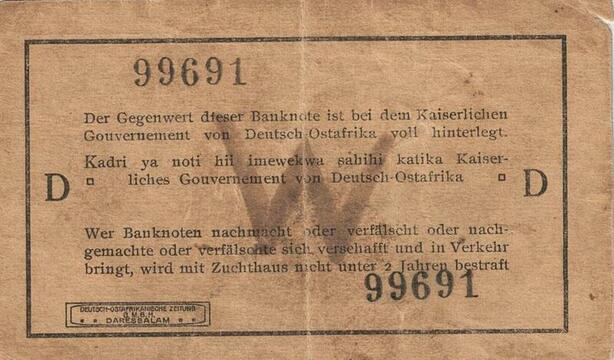 99691
Der Gegenwert dieser Banknote ist bei dem Kaiserlichen
Gouvernement von Deutsch-Ostafrika voll hinterlegt.
Kadri ya noti hii imewekwa sahihi katika Kaiser-
liches Gouvernement von Deutsch-Ostafrika
D
D
W
Wer Banknoten nachmacht oder verfälscht oder nach-
gemachte oder verfälschte sich verschafft und in Verkehr
bringt, wird mit Zuchthaus nicht unter 2 Jahren bestraft
99691
DEUTSCH-OSTAFRIKANISCHE ZEITUNG
G.M.B.H.
DARESSALAM